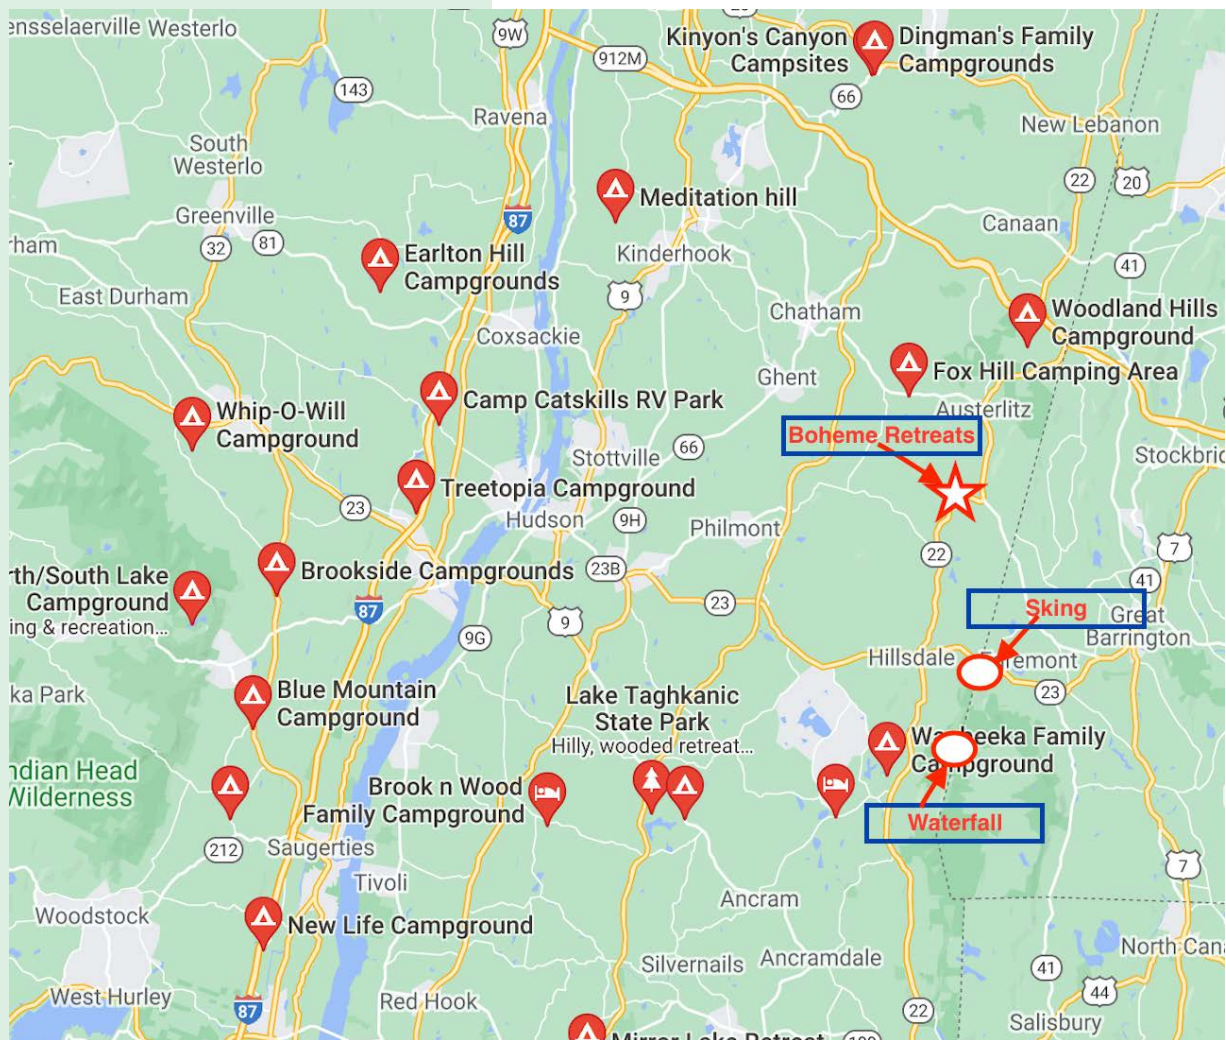 ensselaerville Westerlo
9W
912M
Kinyon's Canyon
Campsites
Dingman's Family
Campgrounds
143
66
Ravena
New Lebanon
South
Westerlo
22
20
Meditation hill
Greenville
87
Canaan
32
81
rham
Earlton Hill
Campgrounds
Kinderhook
41
East Durham
9
Chatham
Woodland Hills
Campground
Coxsackie
Ghent
Fox Hill Camping Area
Whip-O-Will
Campground
Camp Catskills RV Park
Austerlitz
Boheme Retreats
66
Stottville
Stockbri
Treetopia Campground
23
Hudson
9H
Philmont
22
7
rth/South Lake
Campground
ing & recreation...
Brookside Campgrounds
23B
41
87
23
Sking
Great
Barrington
9
9G
Hillsdale
remont
23
ka Park
Blue Mountain
Campground
Lake Taghkanic
State Park
Hilly, wooded retreat...
Family
Campground
ndian Head
Wilderness
Brook n Wood
Family Campground
Waterfall
212
Saugerties
7
Tivoli
Ancram
Woodstock
New Life Campground
Silvernails
Ancramdale
North Can
41
44
West Hurley
87
Red Hook
22
Salisbury
Mirror Lake Retreat